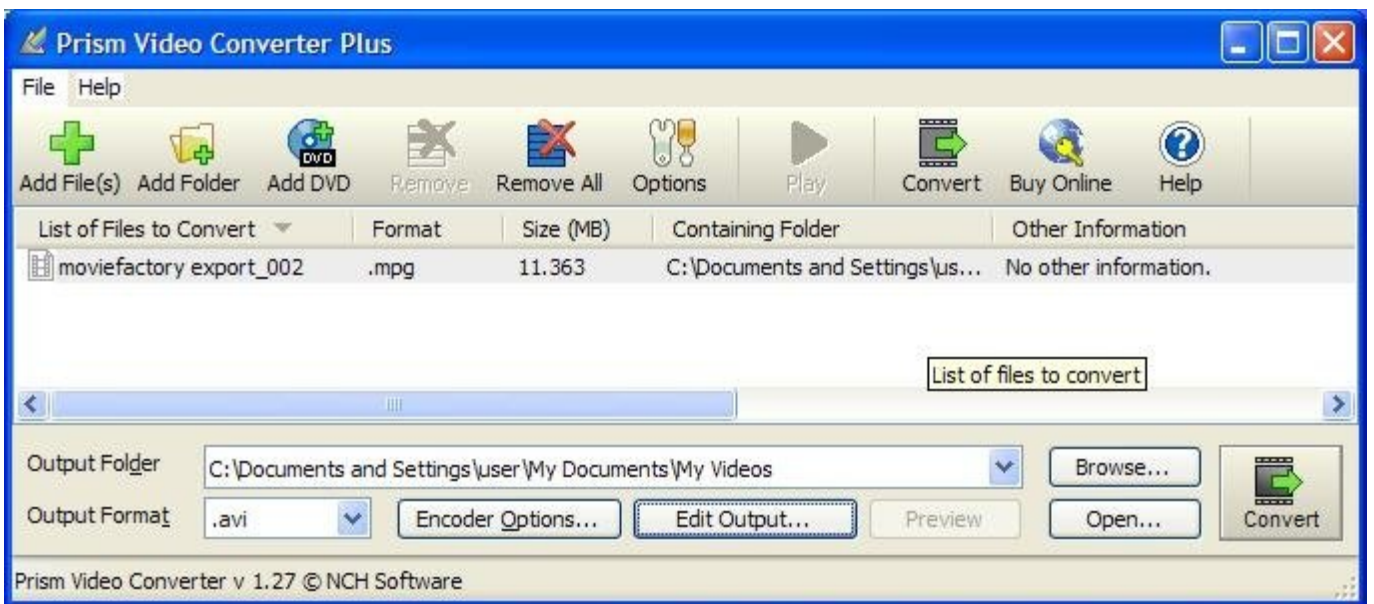 Prism Video Converter Plus
File Help
DVD
Add File(s) Add Folder Add DVD Remove Remove All Options Play Convert Buy Online Help
List of Files to Convert Format Size (MB) Containing Folder Other Information
moviefactory export_002 .mpg 11.363 C:\Documents and Settings\us... No other information.
List of files to convert
Output Folder C:\Documents and Settings\user\My Documents\My Videos Browse...
Output Format .avi Encoder Options... Edit Output... Preview Open... Convert
Prism Video Converter v 1.27 © NCH Software